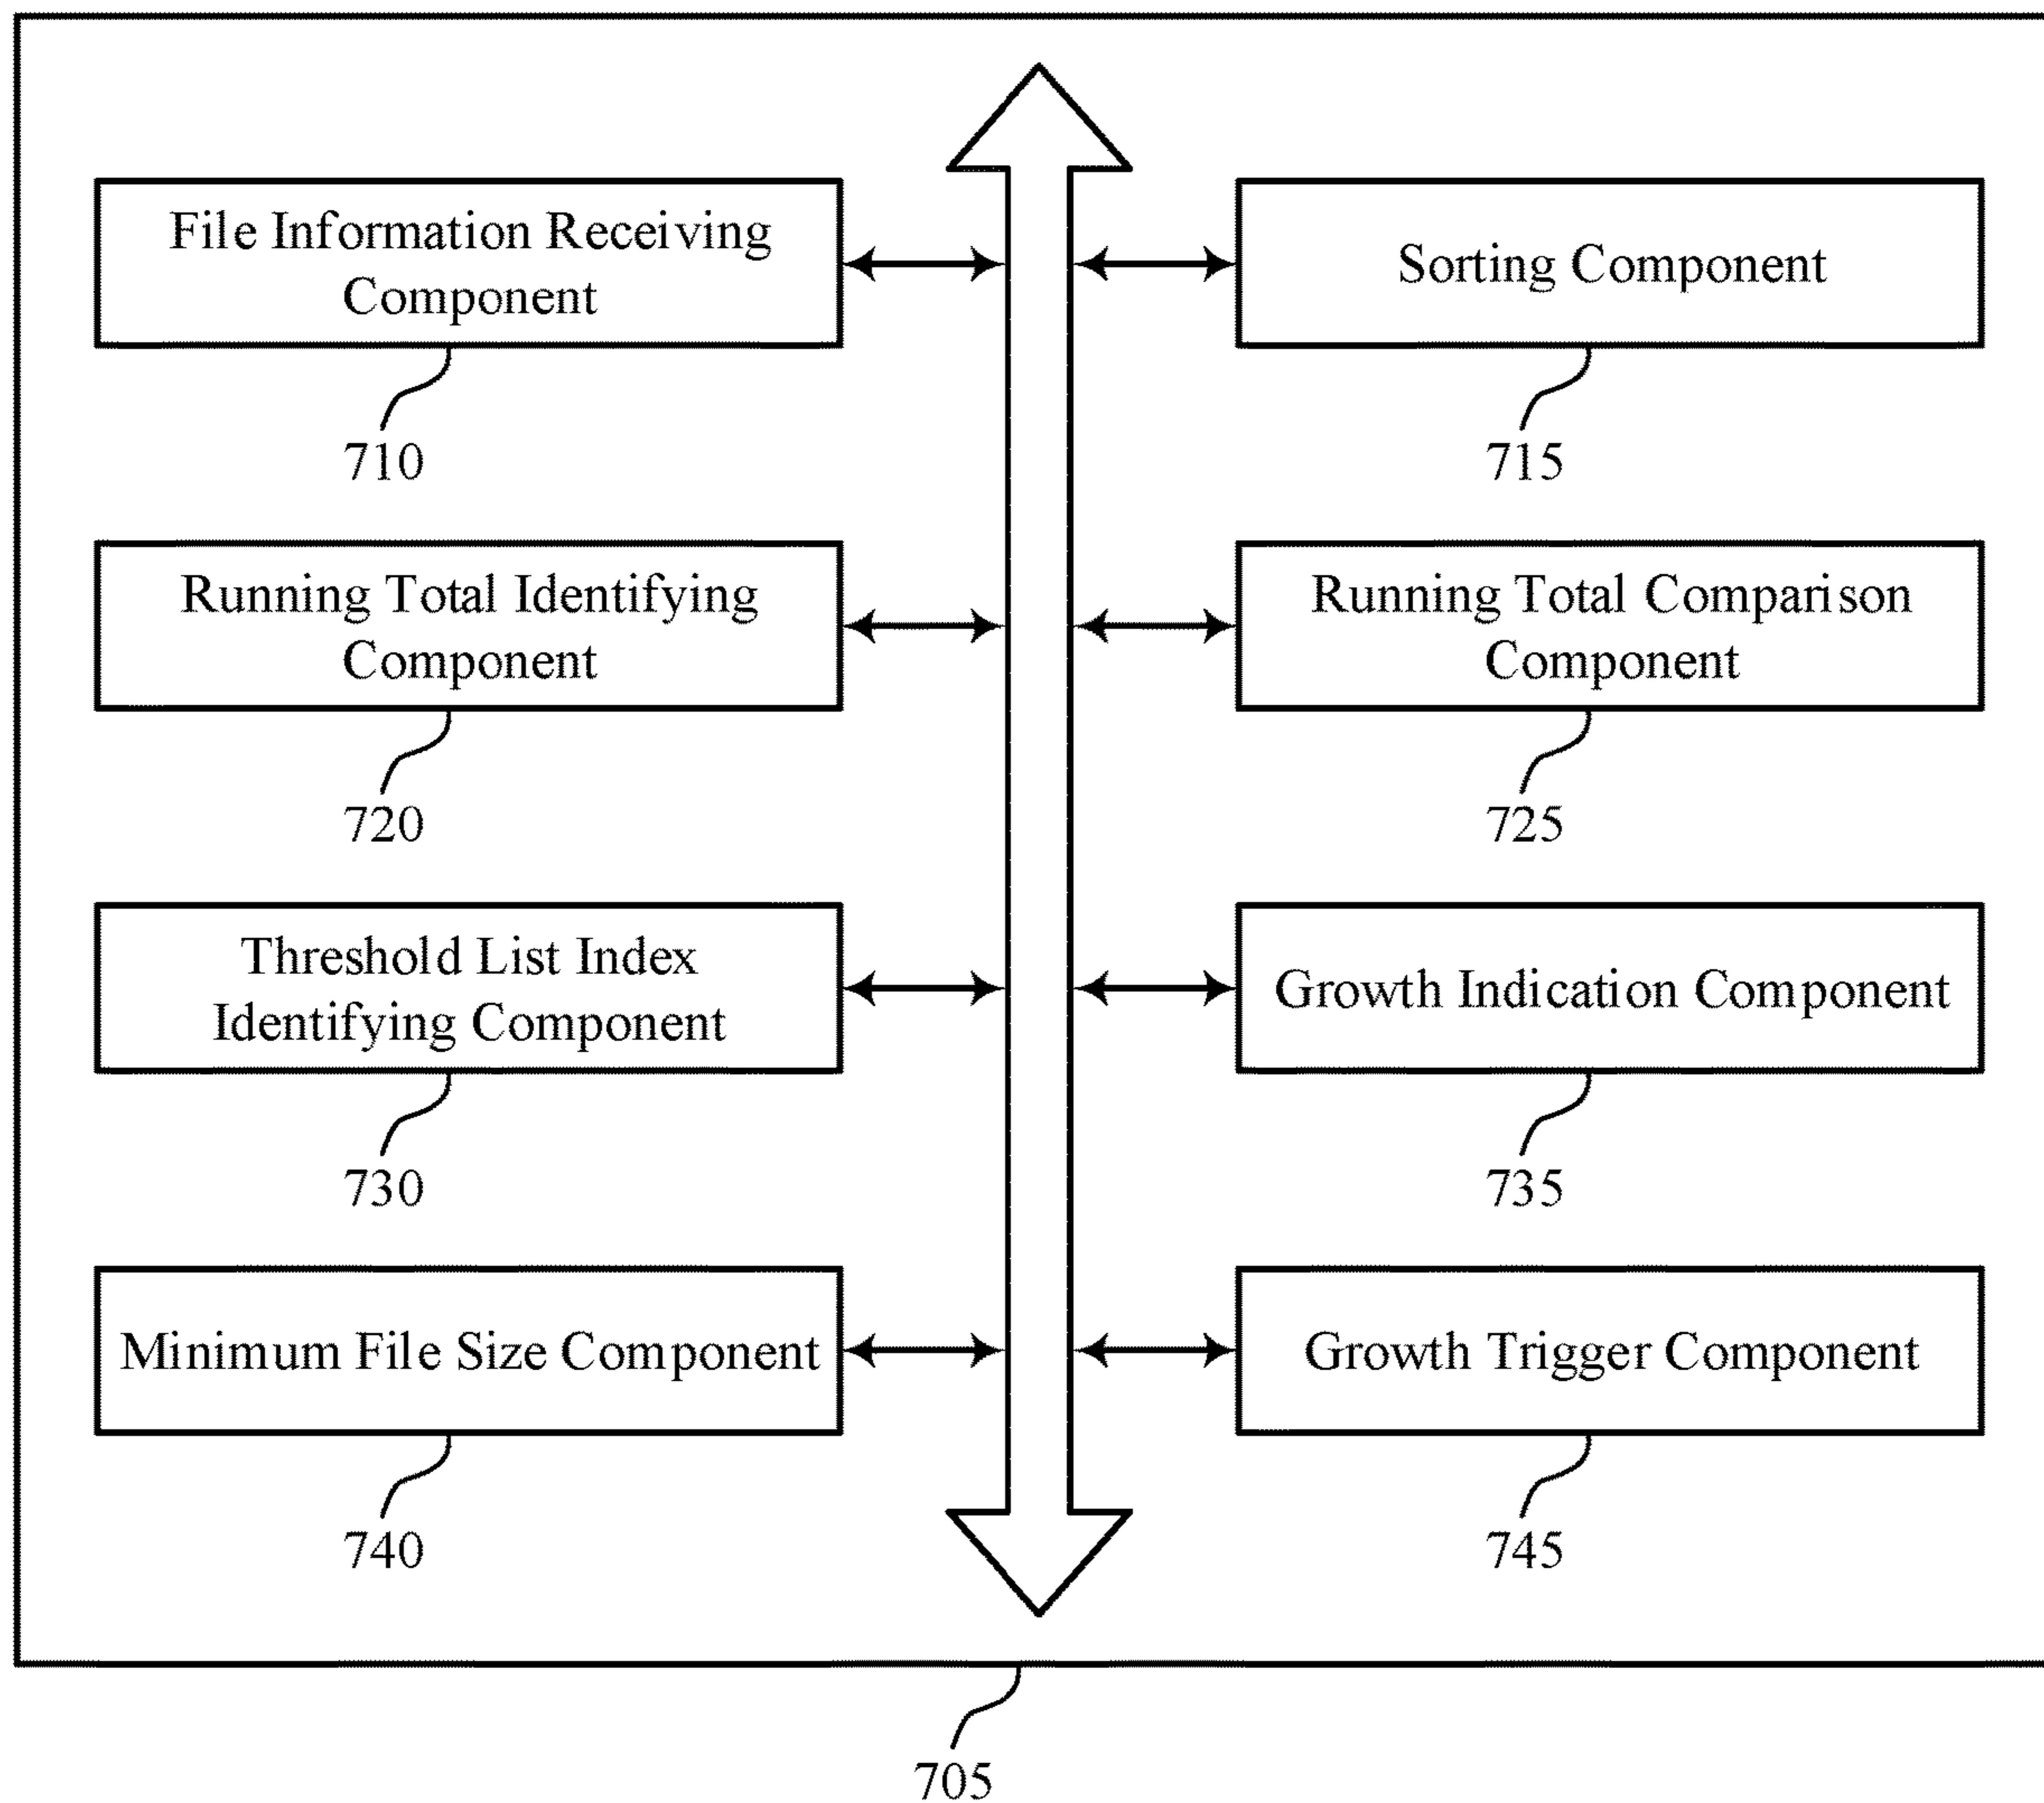 File Information Receiving
Component
710
Sorting Component
715
Running Total Identifying
Component
720
Running Total Comparison
Component
725
Threshold List Index
Identifying Component
730
Growth Indication Component
735
Minimum File Size Component
740
Growth Trigger Component
745
705